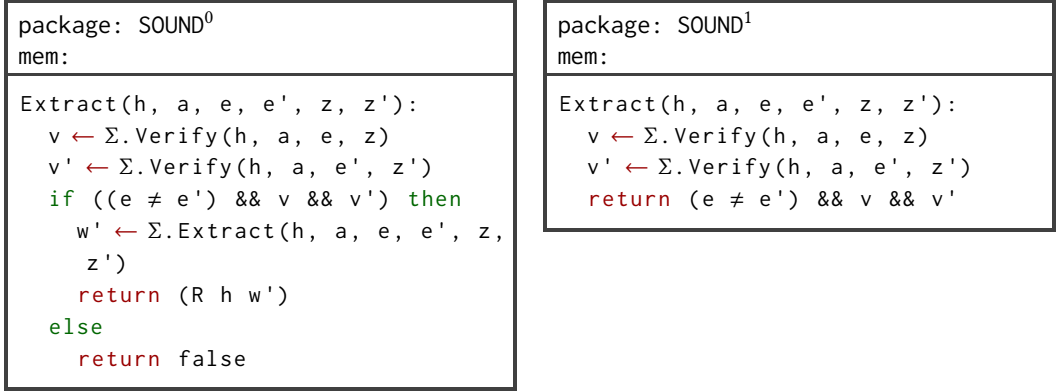 package: SOUND⁰
mem:
Extract(h, a, e, e', z, z'):
v ← Σ.Verify(h, a, e, z)
v' ← Σ.Verify(h, a, e', z')
if ((e ≠ e') && v && v') then
w' ← Σ.Extract(h, a, e, e', z,
z')
return (R h w')
else
return false
package: SOUND¹
mem:
Extract(h, a, e, e', z, z'):
v ← Σ.Verify(h, a, e, z)
v' ← Σ.Verify(h, a, e', z')
return (e ≠ e') && v && v'